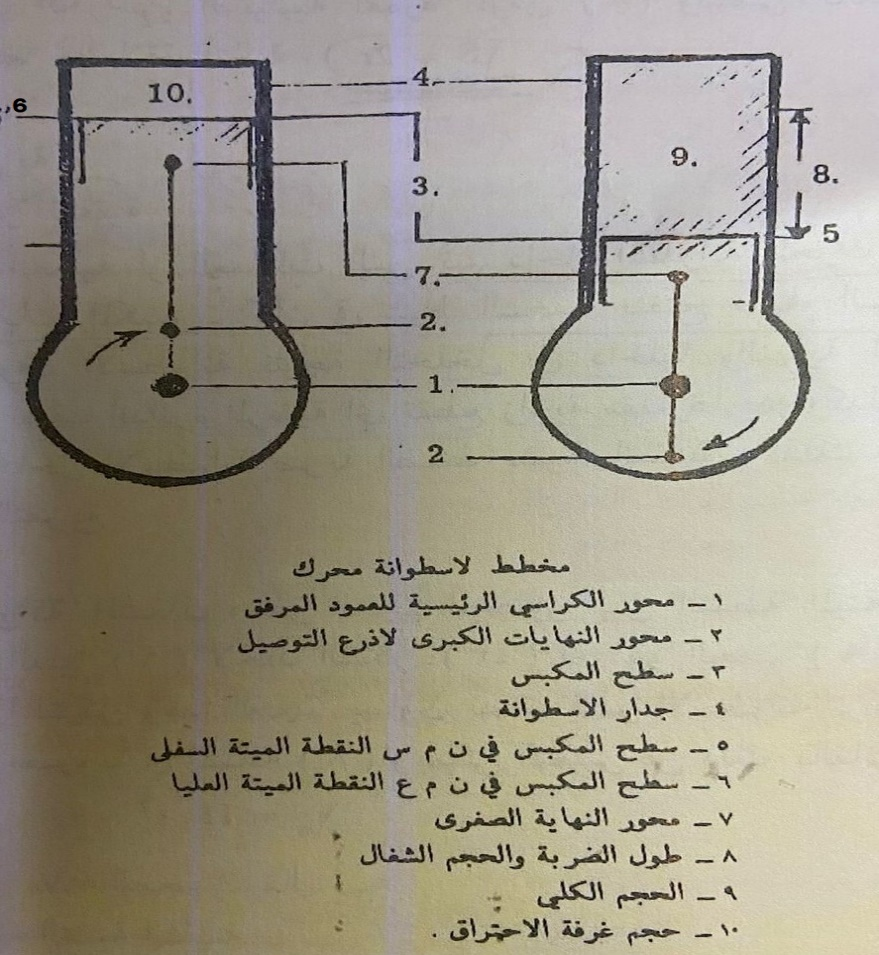 6
10.
4.
9.
3.
8.
5
7.
2.
1.
2
مخطط لاسطوانة محرك
١ ـ محور الكراسي الرئيسية للعمود المرفق
٢ ـ محور النهايات الكبرى لاذرع التوصيل
٣ ـ سطح المكبس
٤ ـ جدار الاسطوانة
٥ ـ سطح المكبس في ن م س النقطة الميتة السفلى
٦ ـ سطح المكبس في ن م ع النقطة الميتة العليا
٧ ـ محور النهاية الصغرى
٨ ـ طول الضربة والحجم الشغال
٩ ـ الحجم الكلي
١٠ ـ حجم غرفة الاحتراق .